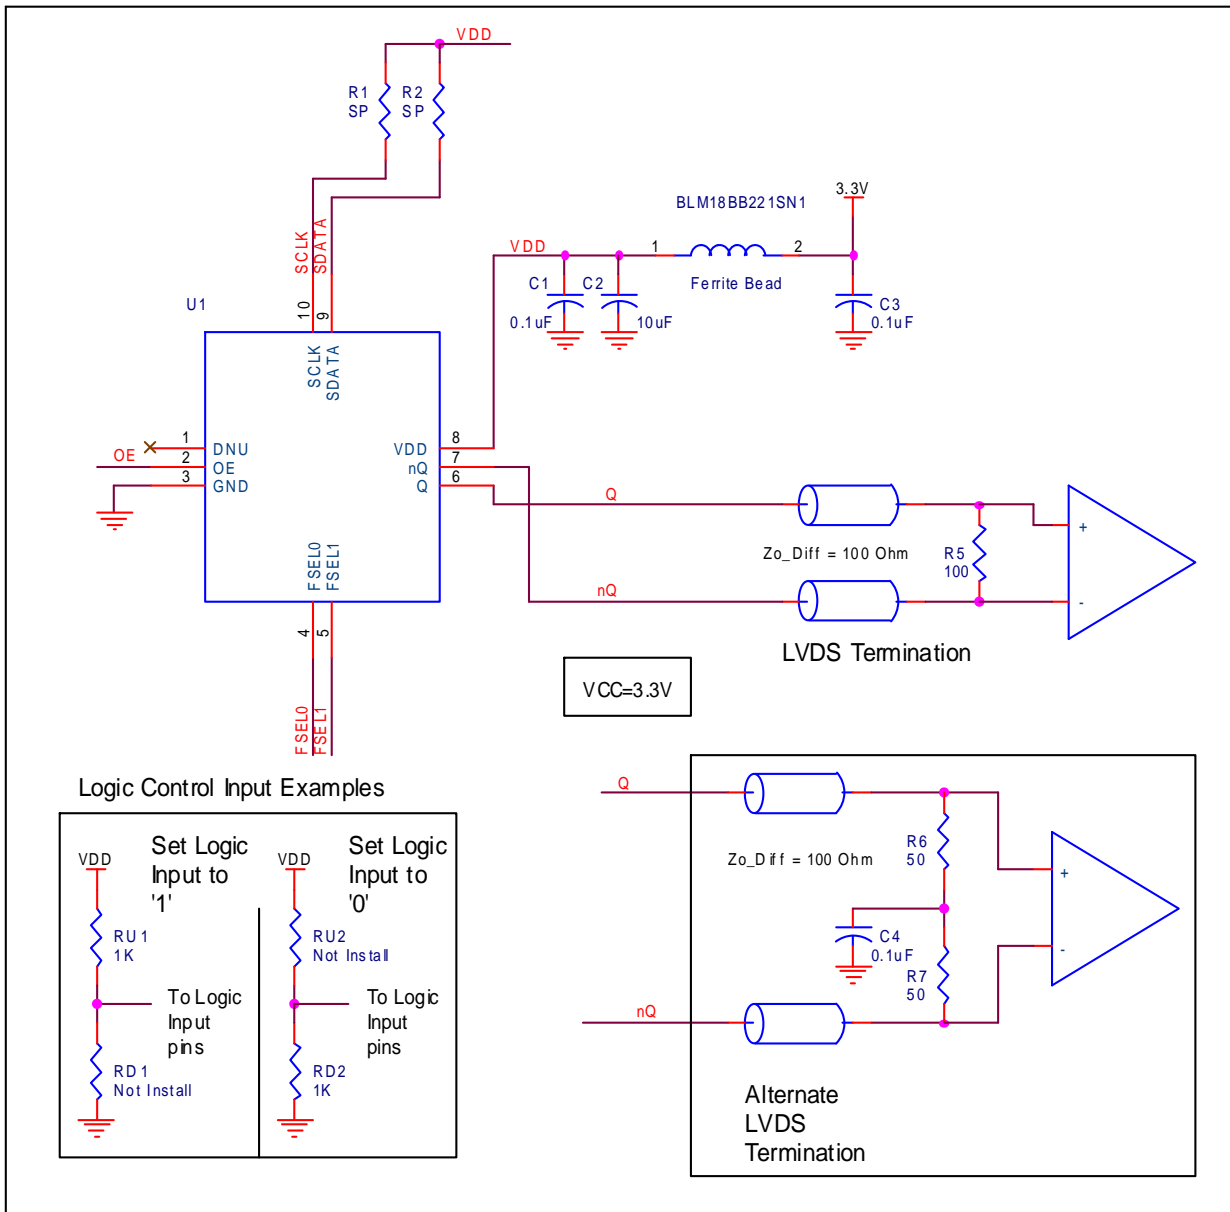 VDD
R1
SP
R2
SP
SCLK
SDATA
10
9
U1
SCLK
SDATA
1
DNU
OE
2
OE
3
GND
VDD
8
nQ
7
Q
6
FSEL0
FSEL1
4
5
FSEL0
FSEL1
VDD
BLM18BB221SN1
3.3V
1
2
Ferrite Bead
C1
0.1uF
C2
10uF
C3
0.1uF
Q
Zo_Diff = 100 Ohm
R5
100
+
-
nQ
LVDS Termination
VCC=3.3V
Logic Control Input Examples
VDD
Set Logic
Input to
'1'
RU1
1K
To Logic
Input
pins
RD1
Not Install
VDD
Set Logic
Input to
'0'
RU2
Not Install
To Logic
Input
pins
RD2
1K
Q
Zo_Diff = 100 Ohm
R6
50
C4
0.1uF
R7
50
+
-
nQ
Alternate
LVDS
Termination